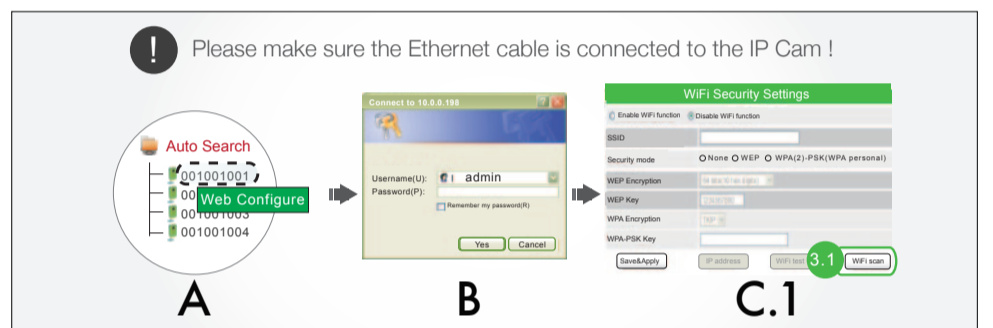 ! Please make sure the Ethernet cable is connected to the IP Cam !
Auto Search
001001001
00
Web Configure
001001003
001001004
A
Connect to 10.0.0.198
Username(U): admin
Password(P):
Remember my password(R)
Yes Cancel
B
WiFi Security Settings
Enable WiFi function Disable WiFi function
SSID
Security mode None WEP WPA(2)-PSK(WPA personal)
WEP Encryption
WEP Key
WPA Encryption
WPA-PSK Key
Save&Apply IP address WiFi test 3.1 WiFi scan
C.1